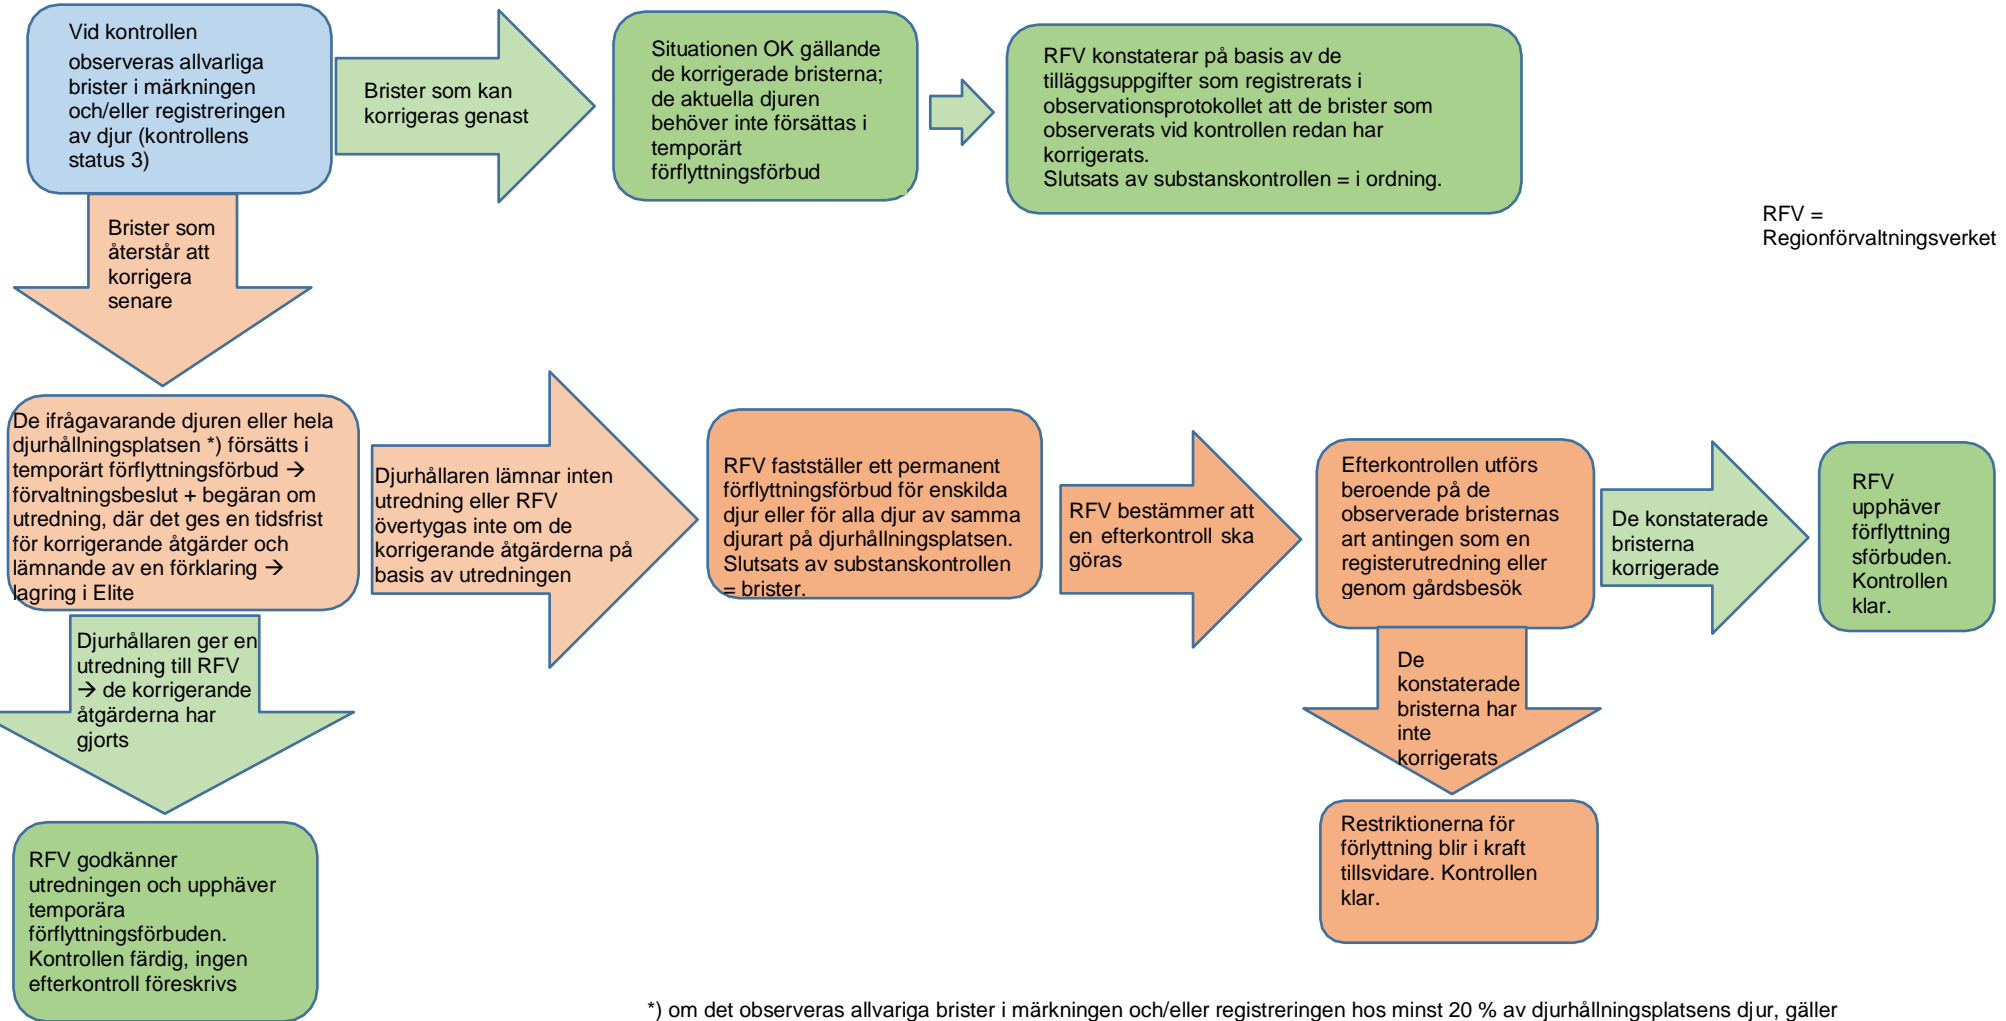 Vid kontrollen
observeras allvarliga
brister i märkningen
och/eller registreringen
av djur (kontrollens
status 3)
Brister som kan
korrigeras genast
Situationen OK gällande
de korrigerade bristerna;
de aktuella djuren
behöver inte försättas i
temporärt
förflyttningsförbud
RFV konstaterar på basis av de
tilläggsuppgifter som registrerats i
observationsprotokollet att de brister som
observerats vid kontrollen redan har
korrigerats.
Slutsats av substanskontrollen = i ordning.
RFV =
Regionförvaltningsverket
Brister som
återstår att
korrigera
senare
De ifrågavarande djuren eller hela
djurhållningsplatsen *) försätts i
temporärt förflyttningsförbud →
förvaltningsbeslut + begäran om
utredning, där det ges en tidsfrist
för korrigerande åtgärder och
lämnande av en förklaring →
lagring i Elite
Djurhållaren lämnar inten
utredning eller RFV
övertygas inte om de
korrigerande åtgärderna på
basis av utredningen
RFV fastställer ett permanent
förflyttningsförbud för enskilda
djur eller för alla djur av samma
djurart på djurhållningsplatsen.
Slutsats av substanskontrollen
= brister.
RFV bestämmer att
en efterkontroll ska
göras
Efterkontrollen utförs
beroende på de
observerade bristernas
art antingen som en
registerutredning eller
genom gårdsbesök
De konstaterade
bristerna
korrigerade
RFV
upphäver
förflyttning
sförbuden.
Kontrollen
klar.
Djurhållaren ger en
utredning till RFV
→ de korrigerande
åtgärderna har
gjorts
De
konstaterade
bristerna har
inte
korrigerats
RFV godkänner
utredningen och upphäver
temporära
förflyttningsförbuden.
Kontrollen färdig, ingen
efterkontroll föreskrivs
Restriktionerna för
förlyttning blir i kraft
tillsvidare. Kontrollen
klar.
*) om det observeras allvariga brister i märkningen och/eller registreringen hos minst 20 % av djurhållningsplatsens djur, gäller